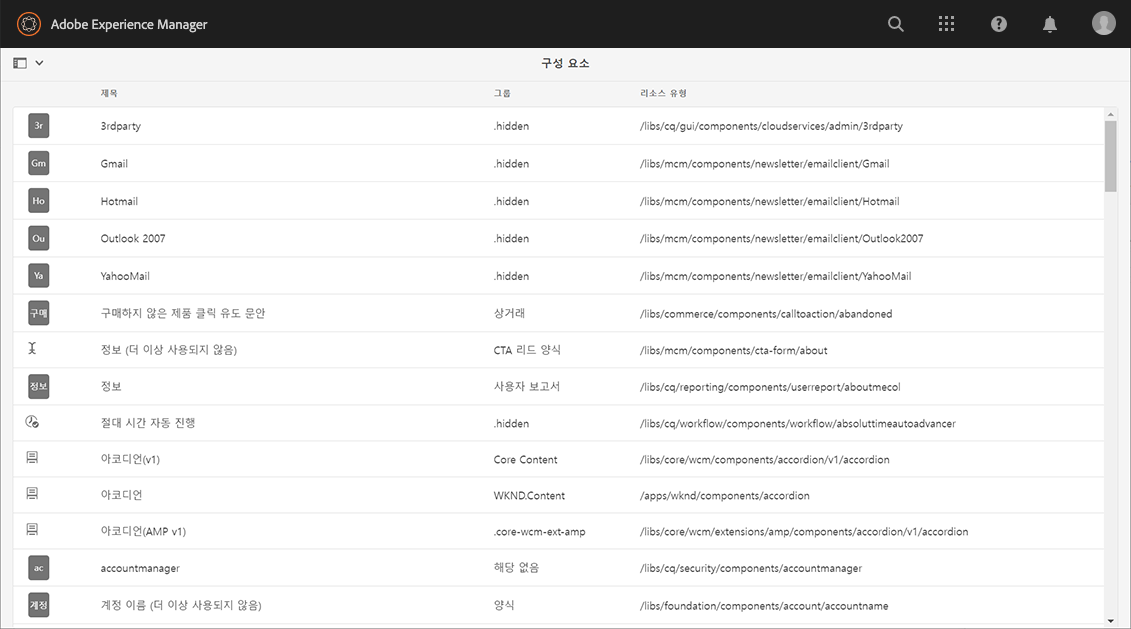 Adobe Experience Manager
구성 요소
제목 그룹 리소스 유형
3r 3rdparty .hidden /libs/cq/gui/components/cloudservices/admin/3rdparty
Gm Gmail .hidden /libs/mcm/components/newsletter/emailclient/Gmail
Ho Hotmail .hidden /libs/mcm/components/newsletter/emailclient/Hotmail
Ou Outlook 2007 .hidden /libs/mcm/components/newsletter/emailclient/Outlook2007
Ya YahooMail .hidden /libs/mcm/components/newsletter/emailclient/YahooMail
구매 구매하지 않은 제품 클릭 유도 문안 상거래 /libs/commerce/components/calltoaction/abandoned
정보 (더 이상 사용되지 않음) CTA 리드 양식 /libs/mcm/components/cta-form/about
정보 정보 사용자 보고서 /libs/cq/reporting/components/userreport/aboutmecol
절대 시간 자동 진행 .hidden /libs/cq/workflow/components/workflow/absoluttimeautoadvancer
아코디언(v1) Core Content /libs/core/wcm/components/accordion/v1/accordion
아코디언 WKND.Content /apps/wknd/components/accordion
아코디언(AMP v1) .core-wcm-ext-amp /libs/core/wcm/extensions/amp/components/accordion/v1/accordion
ac accountmanager 해당 없음 /libs/cq/security/components/accountmanager
계정 계정 이름 (더 이상 사용되지 않음) 양식 /libs/foundation/components/account/accountname